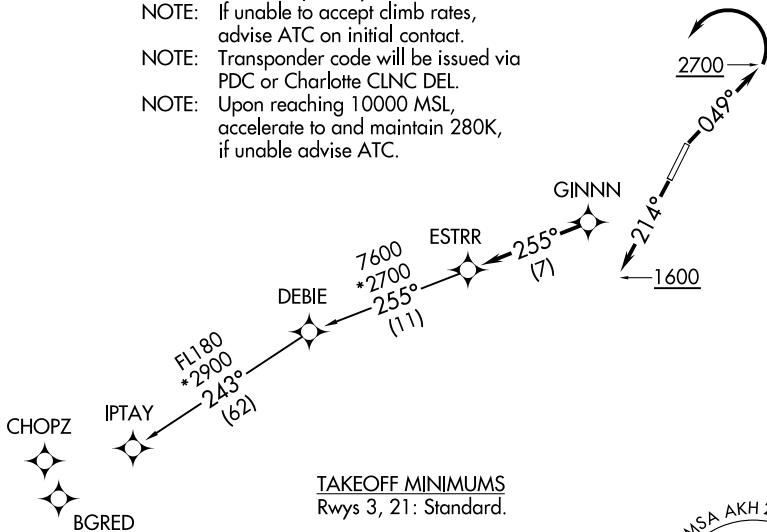 NOTE: If unable to accept climb rates,
advise ATC on initial contact.
NOTE: Transponder code will be issued via
PDC or Charlotte CLNC DEL.
NOTE: Upon reaching 10000 MSL,
accelerate to and maintain 280K,
if unable advise ATC.
2700
049°
214°
1600
GINNN
255°
(7)
ESTRR
7600
*2700
255°
(11)
DEBIE
FL180
*2900
243°
(62)
IPTAY
CHOPZ
BGRED
TAKEOFF MINIMUMS
Rwys 3, 21: Standard.
MSA AKH 2